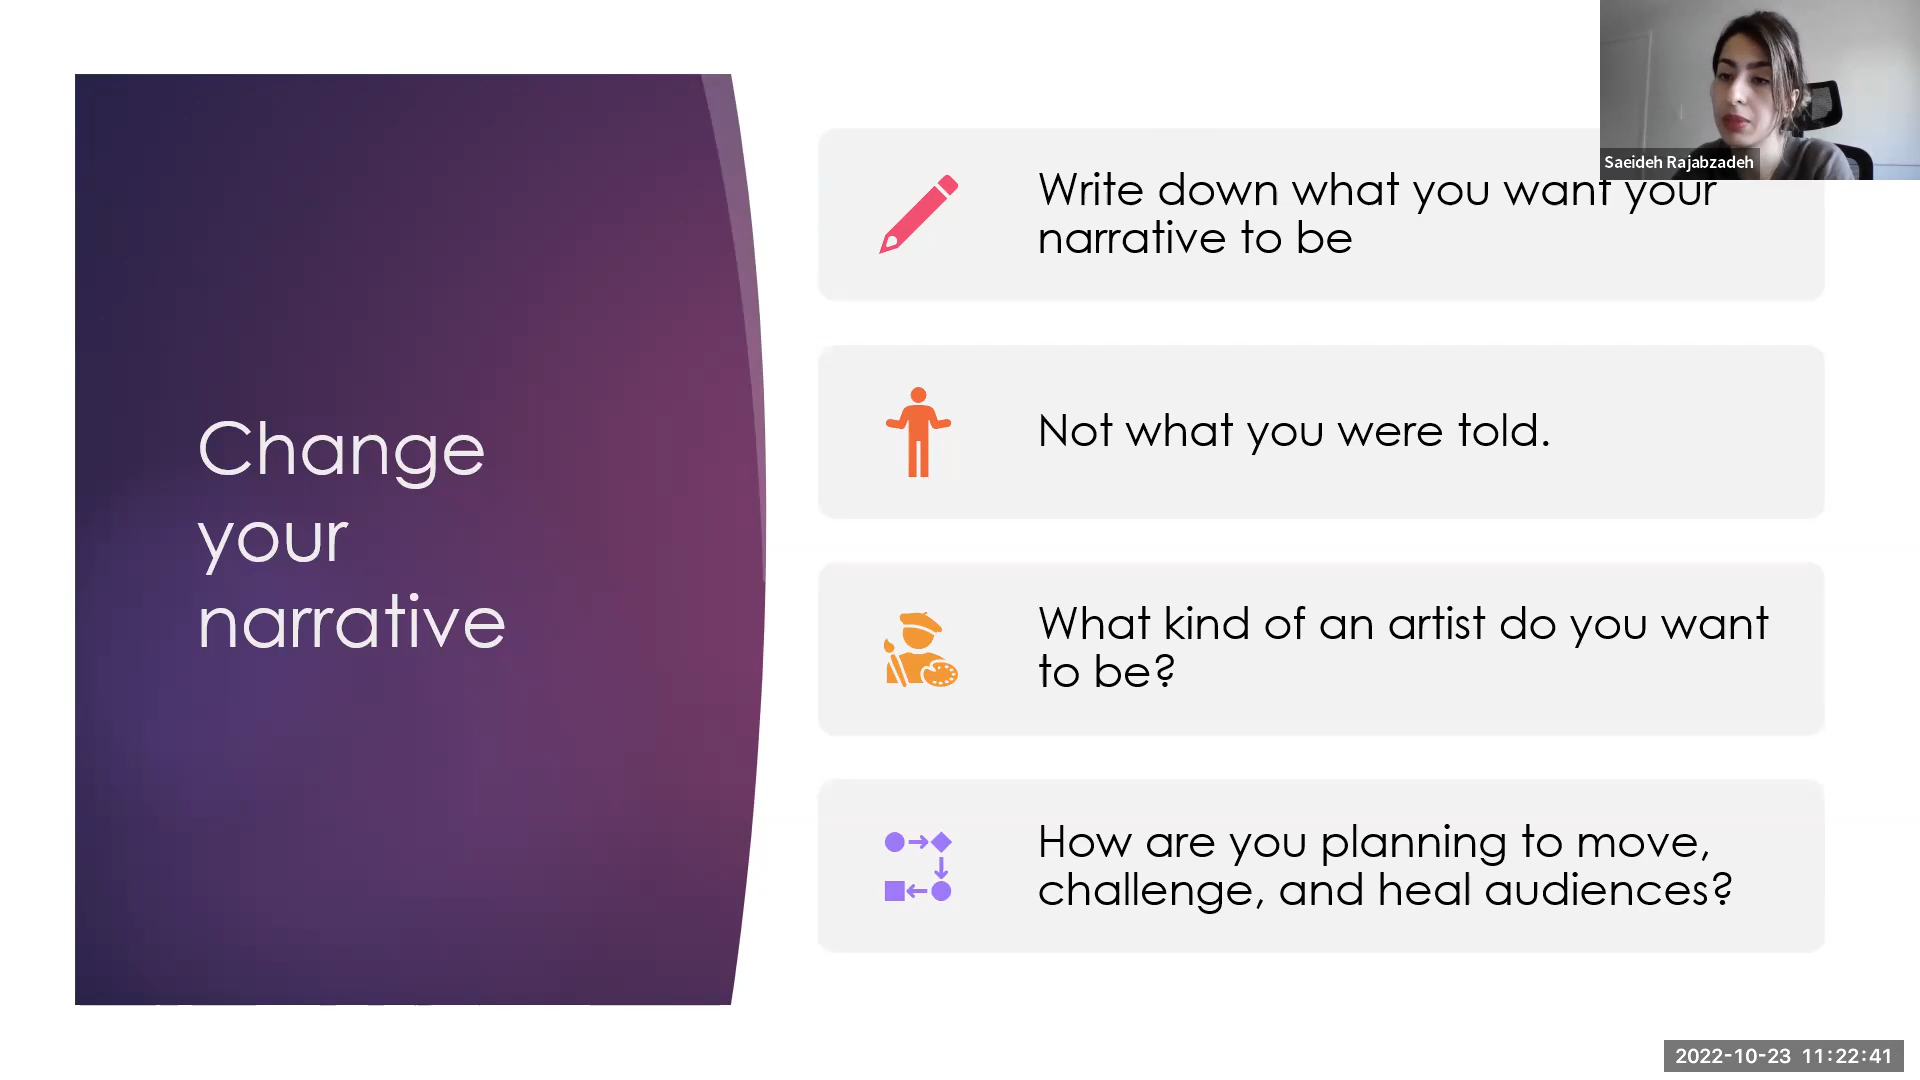 Change
your
narrative
Saeideh Rajabzadeh
Write down what you want your
narrative to be
Not what you were told.
What kind of an artist do you want
to be?
How are you planning to move,
challenge, and heal audiences?
2022-10-23 11:22:41